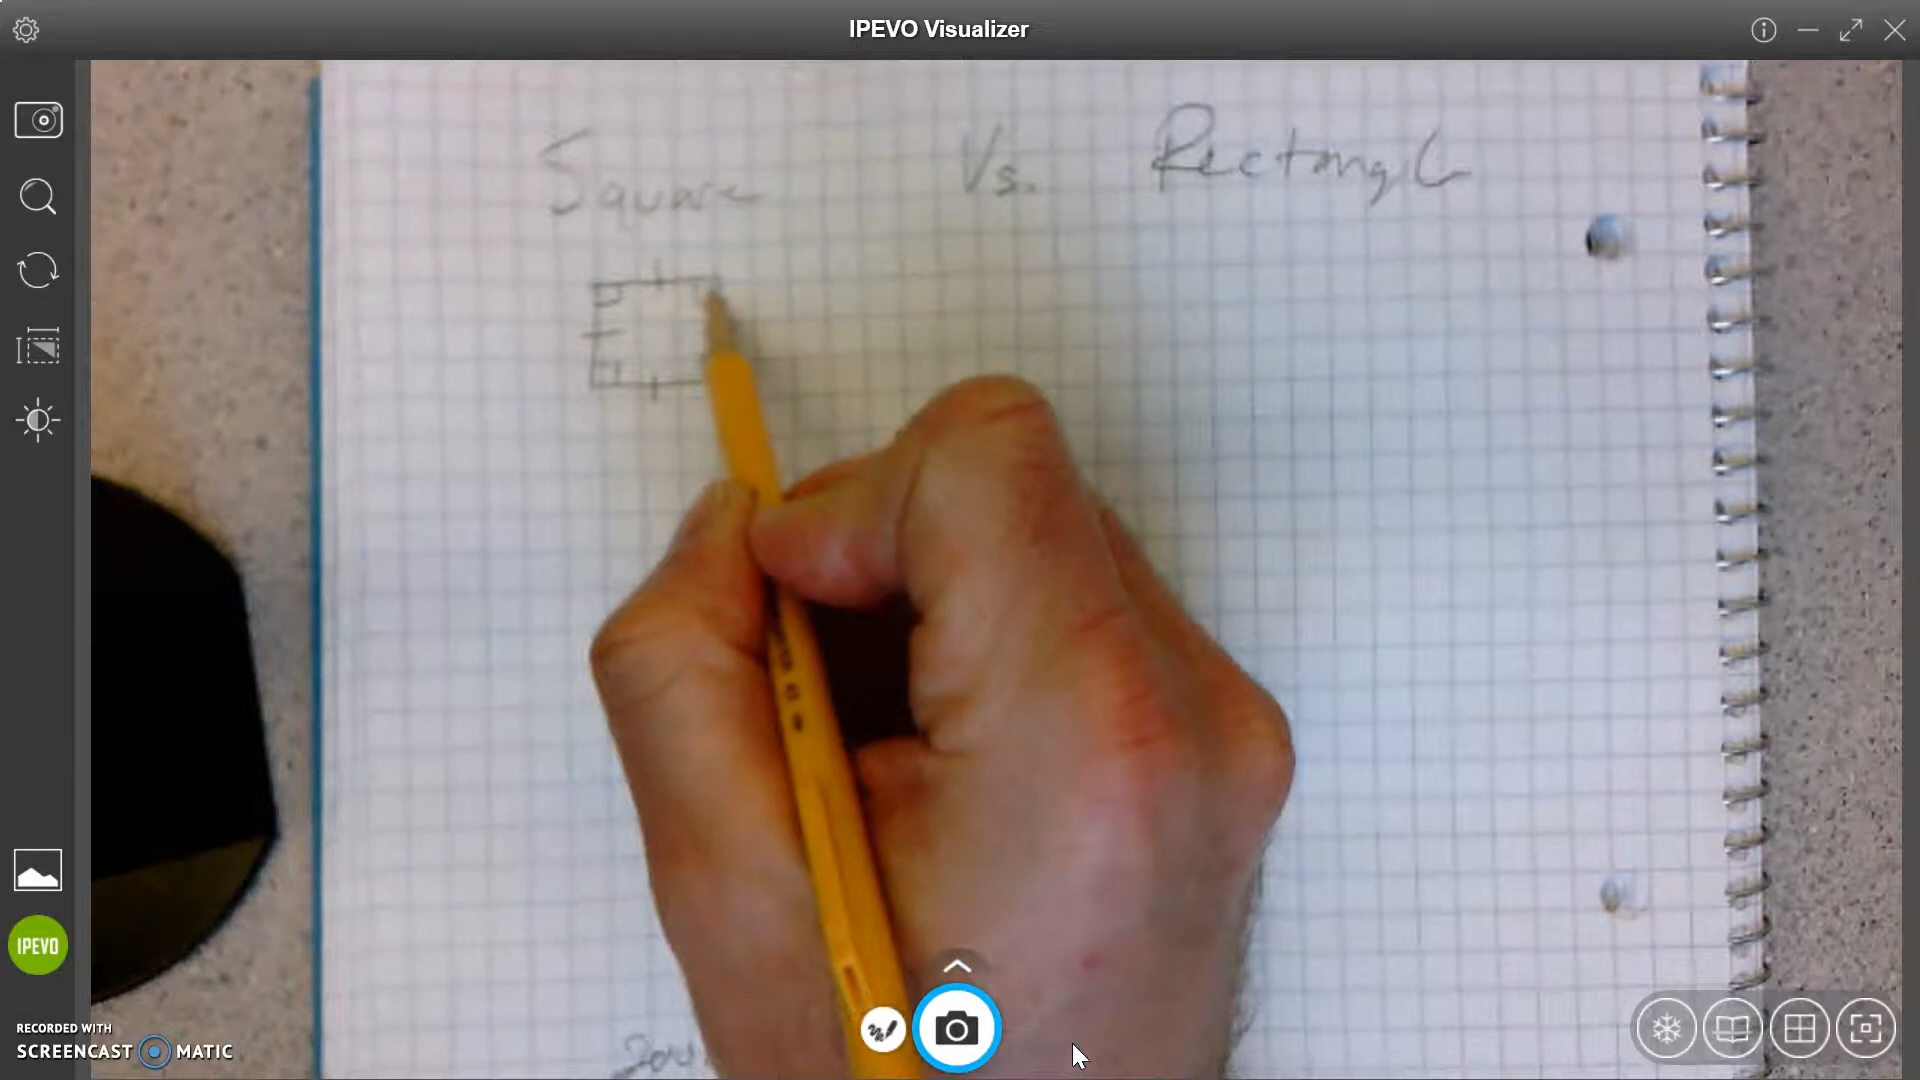 IPEVO Visualizer
Square Vs. Rectangle
IPEVO
RECORDED WITH
SCREENCAST MATIC